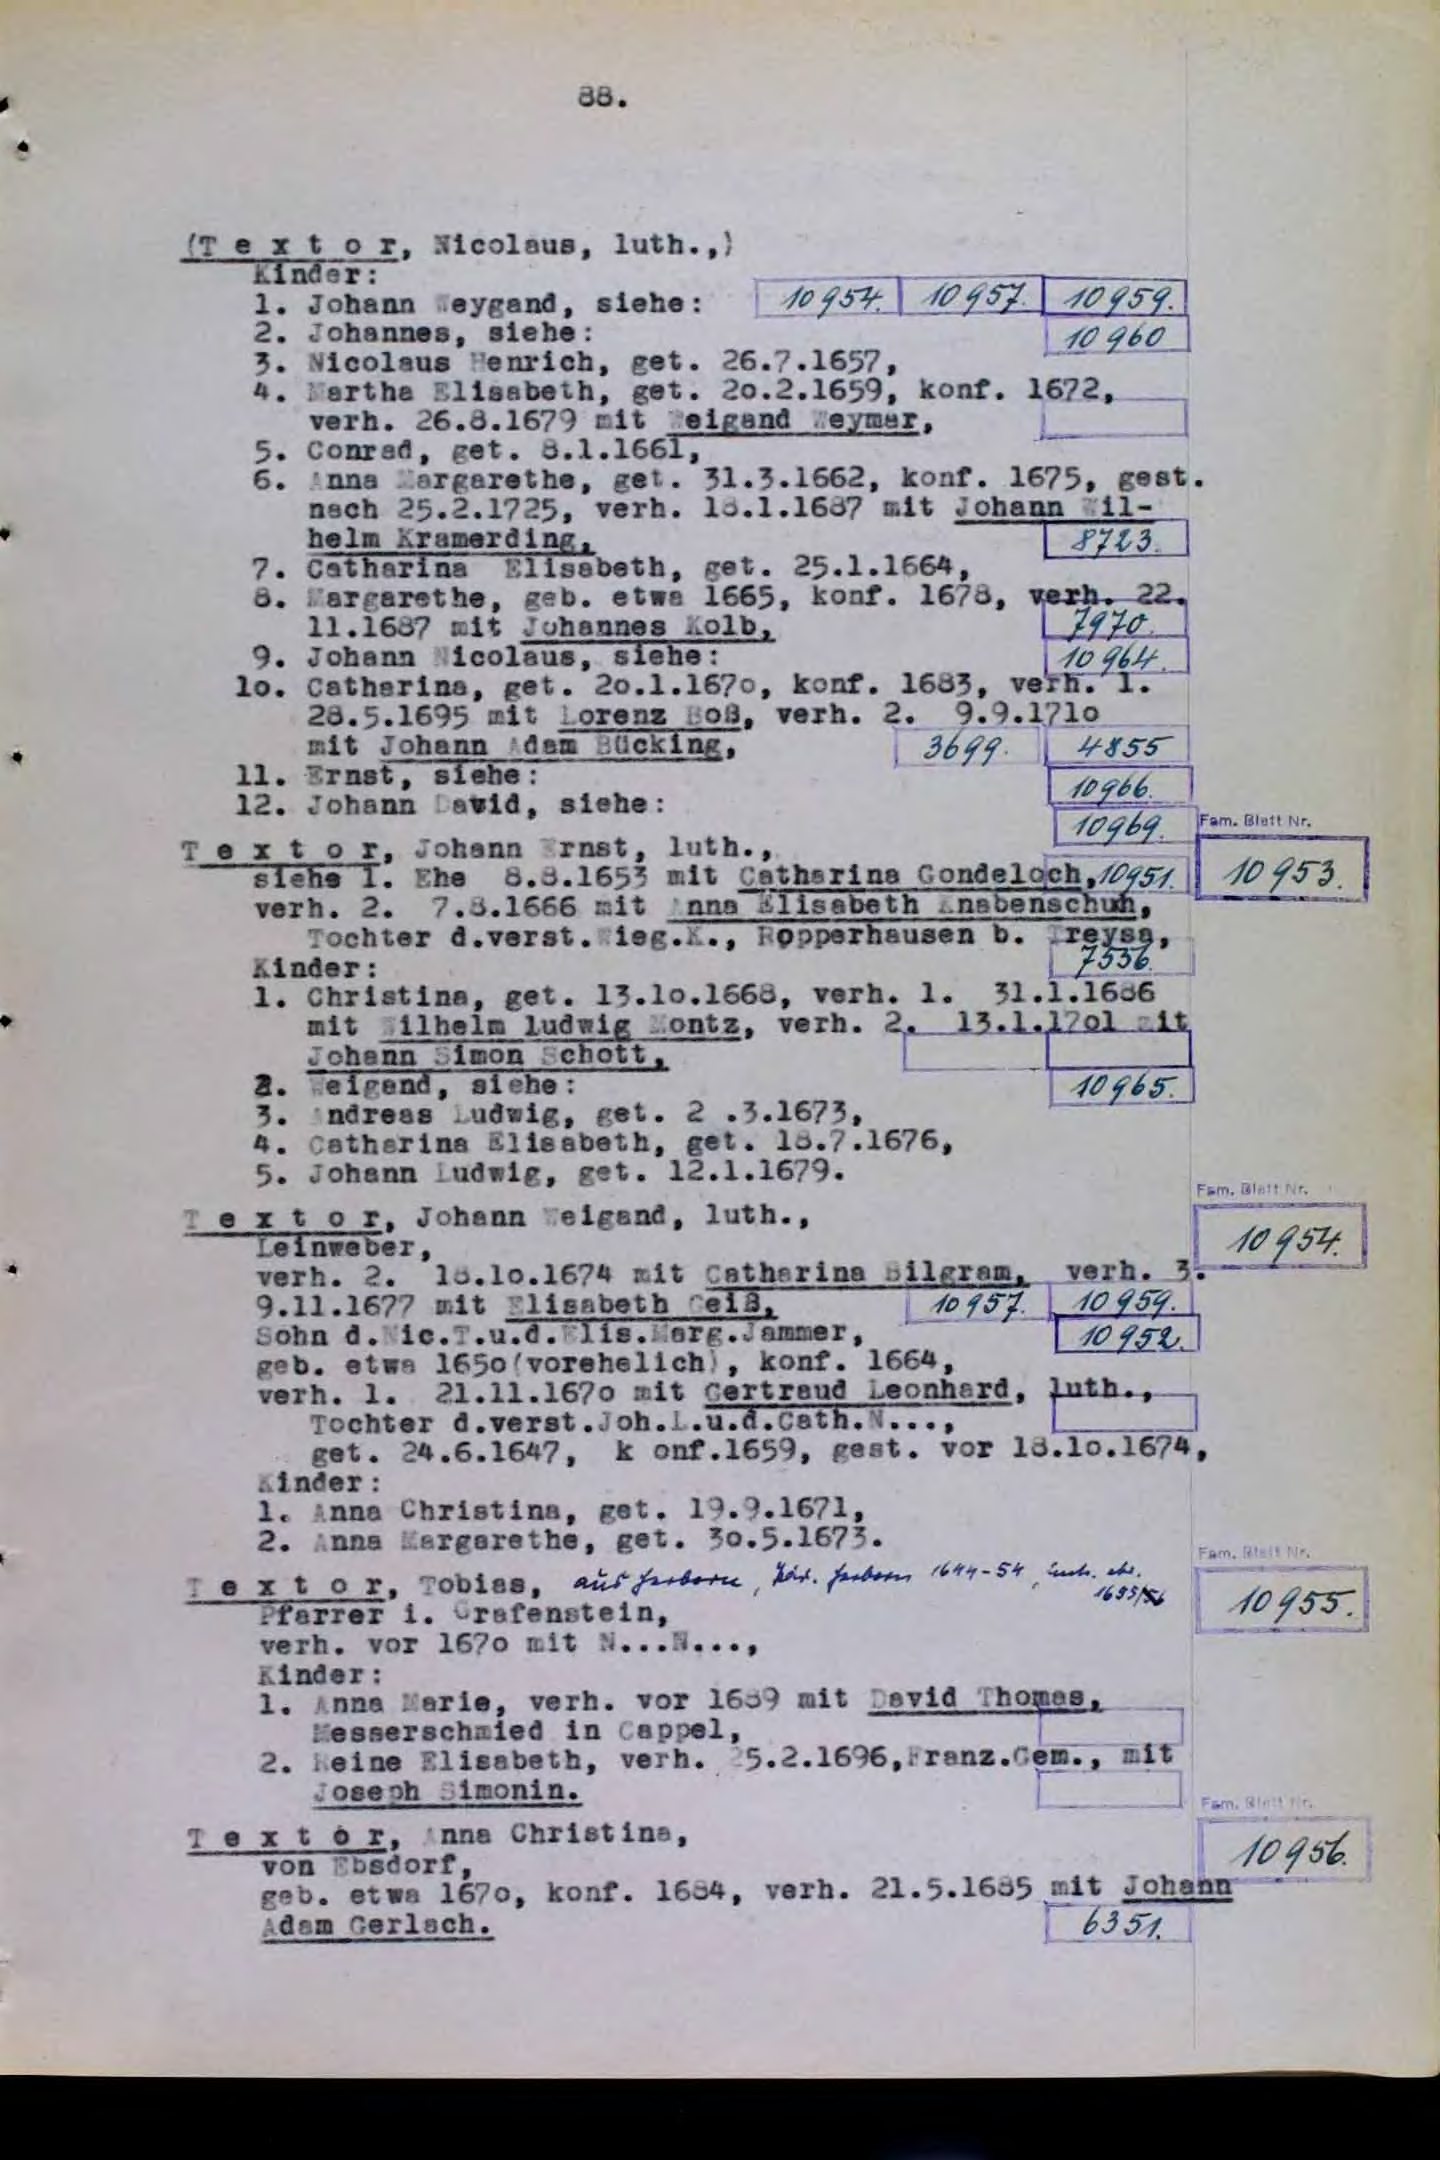 88.
(T e x t o r, Nicolaus, luth.,)
Kinder:
1. Johann Weygand, siehe: 10954. 10957. 10959.
2. Johannes, siehe: 10960
3. Nicolaus Henrich, get. 26.7.1657,
4. Martha Elisabeth, get. 2o.2.1659, konf. 1672,
verh. 26.8.1679 mit Weigand Weymar,
5. Conrad, get. 8.1.1661,
6. Anna Margarethe, get. 31.3.1662, konf. 1675, gest.
nach 25.2.1725, verh. 18.1.1687 mit Johann Wil-
helm Kramerding, 8723.
7. Catharina Elisabeth, get. 25.1.1664,
8. Margarethe, geb. etwa 1665, konf. 1678, verh. 22.
11.1687 mit Johannes Kolb, 7970.
9. Johann Nicolaus, siehe: 10964.
1o. Catharina, get. 2o.1.167o, konf. 1683, verh. 1.
28.5.1695 mit Lorenz Boß, verh. 2. 9.9.171o
mit Johann Adam Bücking, 3699. 4855
11. Ernst, siehe: 10966.
12. Johann David, siehe: 10969.
Fam. Blatt Nr.
T e x t o r, Johann Ernst, luth.,
siehe 1. Ehe 8.8.1653 mit Catharina Gondeloch, 10951. 10953.
verh. 2. 7.8.1666 mit Anna Elisabeth Knabenschuh,
Tochter d.verst.Wieg.K., Ropperhausen b. Treysa,
Kinder: 7556.
1. Christina, get. 13.1o.1668, verh. 1. 31.1.1686
mit Wilhelm ludwig Montz, verh. 2. 13.1.17o1 mit
Johann Simon Schott,
2. Weigand, siehe: 10965.
3. Andreas Ludwig, get. 2 .3.1673,
4. Catharina Elisabeth, get. 18.7.1676,
5. Johann Ludwig, get. 12.1.1679.
Fam. Blatt Nr.
T e x t o r, Johann Weigand, luth., 10954.
Leinweber,
verh. 2. 18.1o.1674 mit Catharina Bilgram, verh. 3.
9.11.1677 mit Elisabeth Geiß, 10957. 10959.
Sohn d.Nic.T.u.d.Elis.Marg.Jammer, 10952.
geb. etwa 165o(vorehelich), konf. 1664,
verh. 1. 21.11.167o mit Gertraud Leonhard, luth.,
Tochter d.verst.Joh.L.u.d.Cath.N...,
get. 24.6.1647, k onf.1659, gest. vor 18.1o.1674,
Kinder:
1. Anna Christina, get. 19.9.1671,
2. Anna Margarethe, get. 3o.5.1673.
Fam. Blatt Nr.
T e x t o r, Tobias, aus 1644-54
1655/56
Pfarrer i. Grafenstein, 10955.
verh. vor 167o mit N...N...,
Kinder:
1. Anna Marie, verh. vor 1689 mit David Thomas,
Messerschmied in Cappel,
2. Reine Elisabeth, verh. 25.2.1696,Franz.Gem., mit
Joseph Simonin.
Fam. Blatt Nr.
T e x t o r, Anna Christina, 10956.
von Ebsdorf,
geb. etwa 167o, konf. 1684, verh. 21.5.1685 mit Johann
Adam Gerlach. 6351.